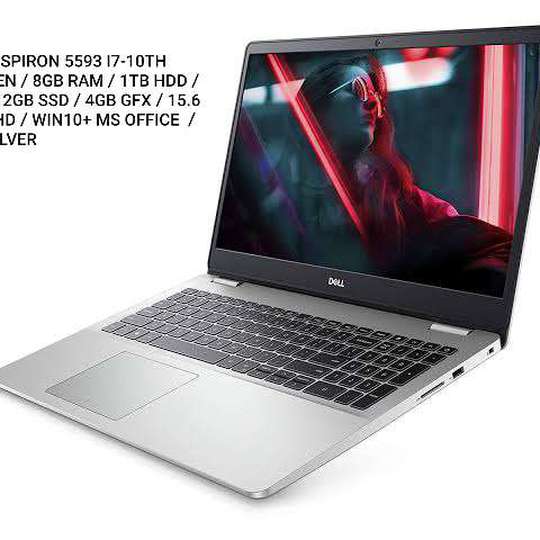 SPIRON 5593 I7-10TH
EN / 8GB RAM / 1TB HDD /
2GB SSD / 4GB GFX / 15.6
HD / WIN10+ MS OFFICE /
LVER
DELL